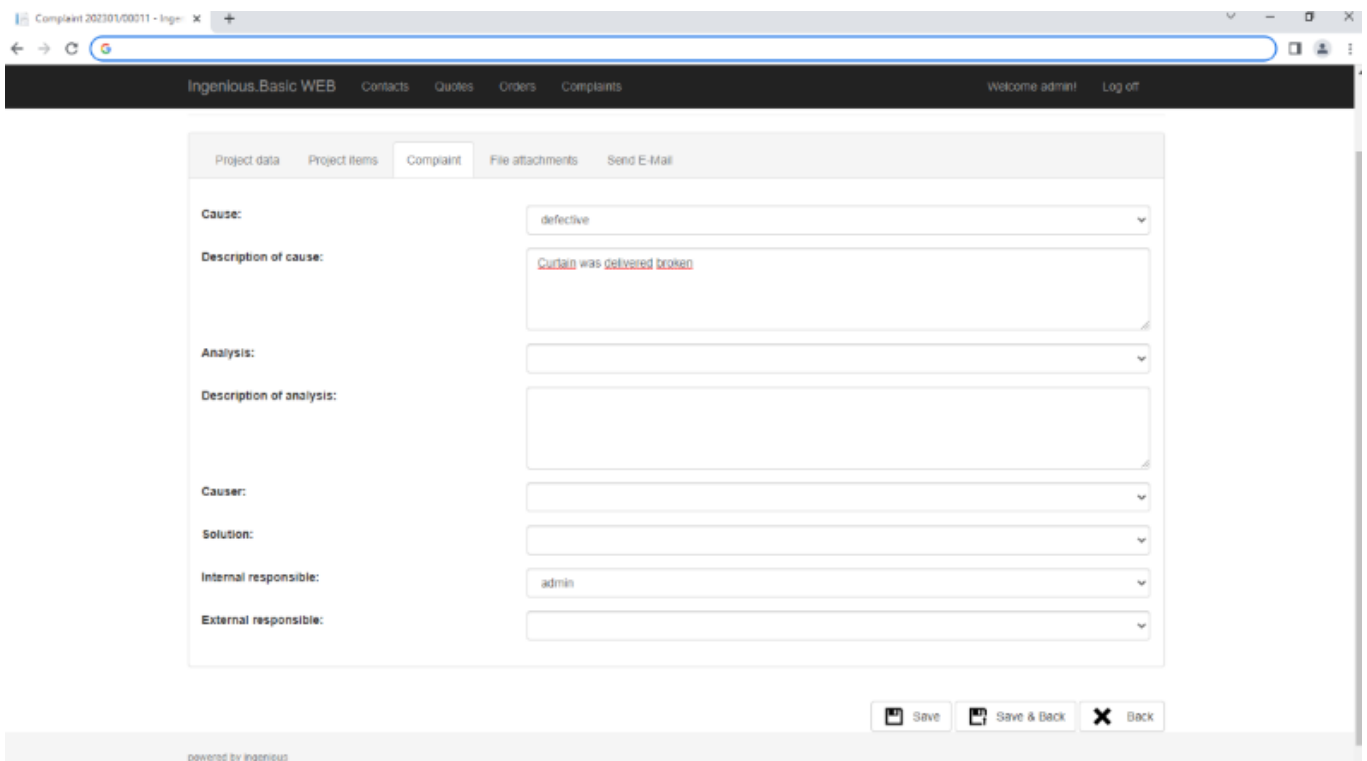 Complaint 202301/00011 - Inge
Ingenious.Basic WEB Contacts Quotes Orders Complaints Welcome admin! Log off
Project data Project items Complaint File attachments Send E-Mail
Cause: defective
Description of cause: Curtain was delivered broken
Analysis:
Description of analysis:
Causer:
Solution:
Internal responsible: admin
External responsible:
Save Save & Back Back
powered by ingenious